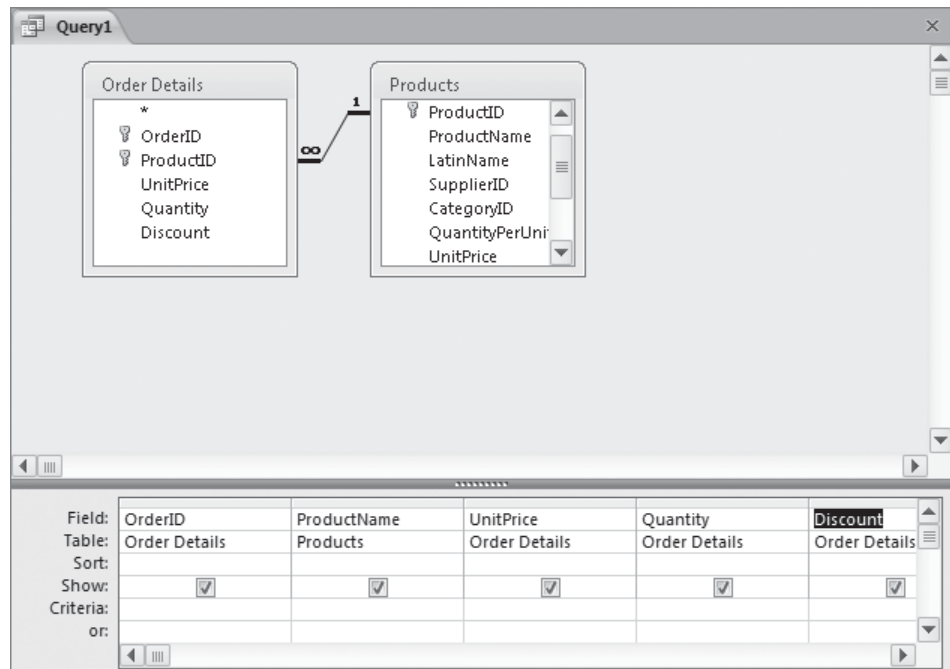 Query1
Order Details
*
OrderID
ProductID
UnitPrice
Quantity
Discount
∞
1
Products
ProductID
ProductName
LatinName
SupplierID
CategoryID
QuantityPerUni
UnitPrice
Field: OrderID ProductName UnitPrice Quantity Discount
Table: Order Details Products Order Details Order Details Order Details
Sort:
Show:
Criteria:
or: